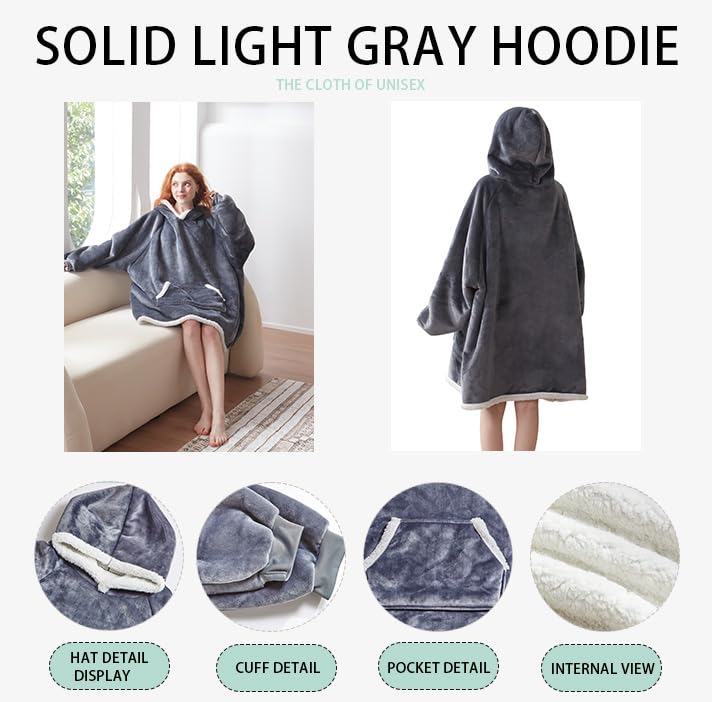 SOLID LIGHT GRAY HOODIE
THE CLOTH OF UNISEX
HAT DETAIL
DISPLAY
CUFF DETAIL
POCKET DETAIL
INTERNAL VIEW